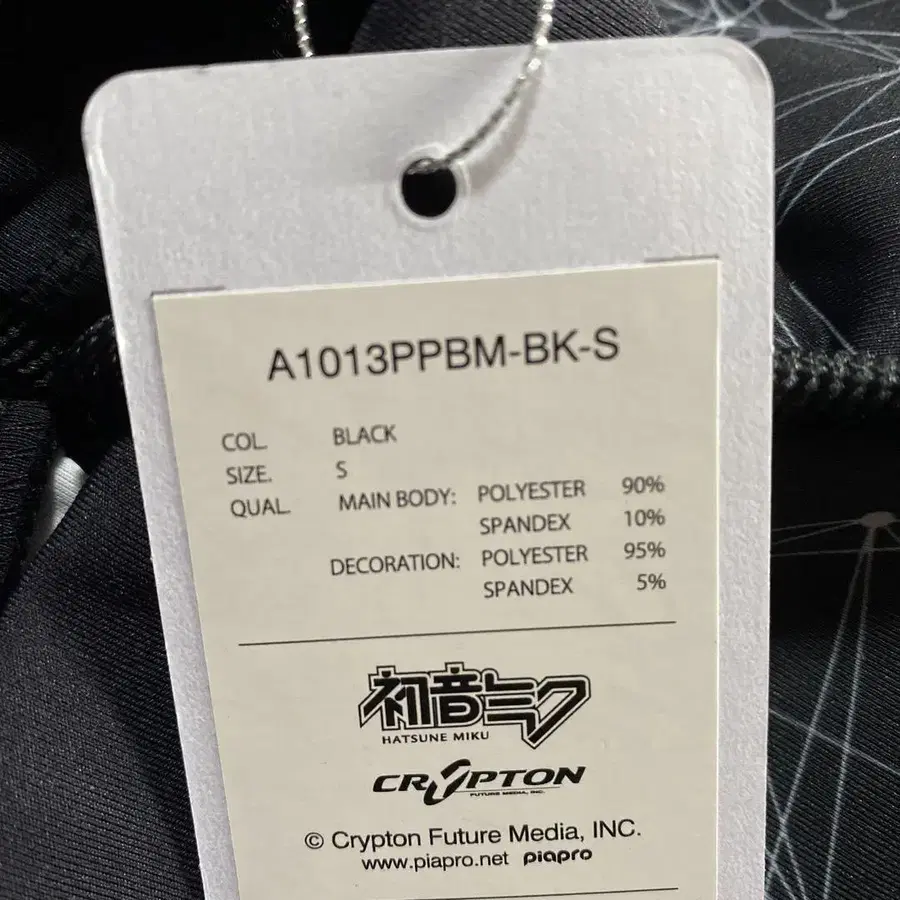 A1013PPBM-BK-S
COL. BLACK
SIZE. S
QUAL. MAIN BODY: POLYESTER 90%
SPANDEX 10%
DECORATION: POLYESTER 95%
SPANDEX 5%
初音ミク
HATSUNE MIKU
CRYPTON
FUTURE MEDIA, INC.
© Crypton Future Media, INC.
www.piapro.net piapro